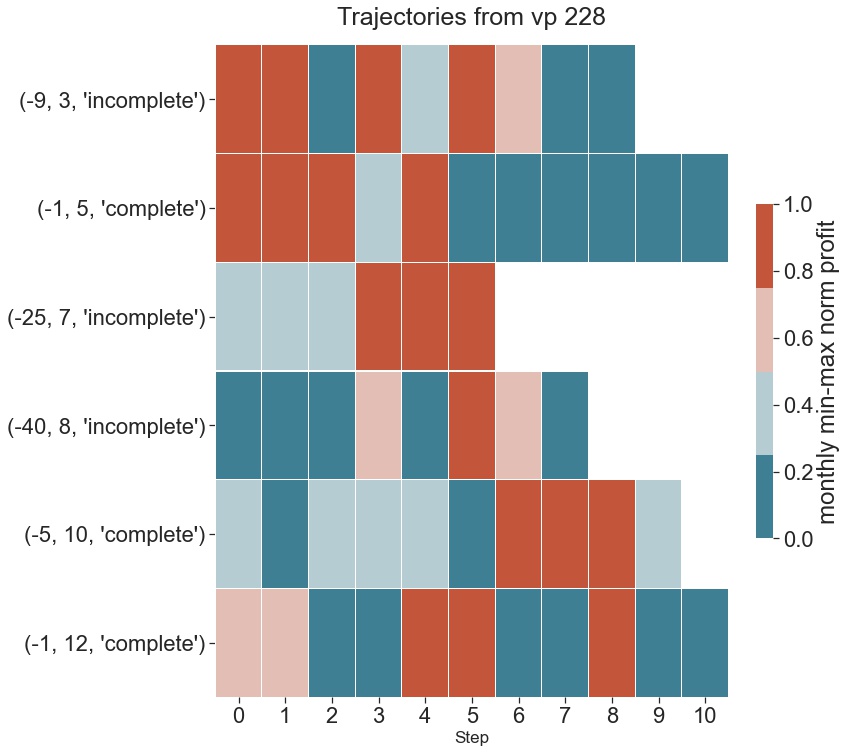 Trajectories from vp 228
(-9, 3, 'incomplete')
(-1, 5, 'complete')
(-25, 7, 'incomplete')
(-40, 8, 'incomplete')
(-5, 10, 'complete')
(-1, 12, 'complete')
0 1 2 3 4 5 6 7 8 9 10
Step
1.0
0.8
0.6
0.4
0.2
0.0
monthly min-max norm profit